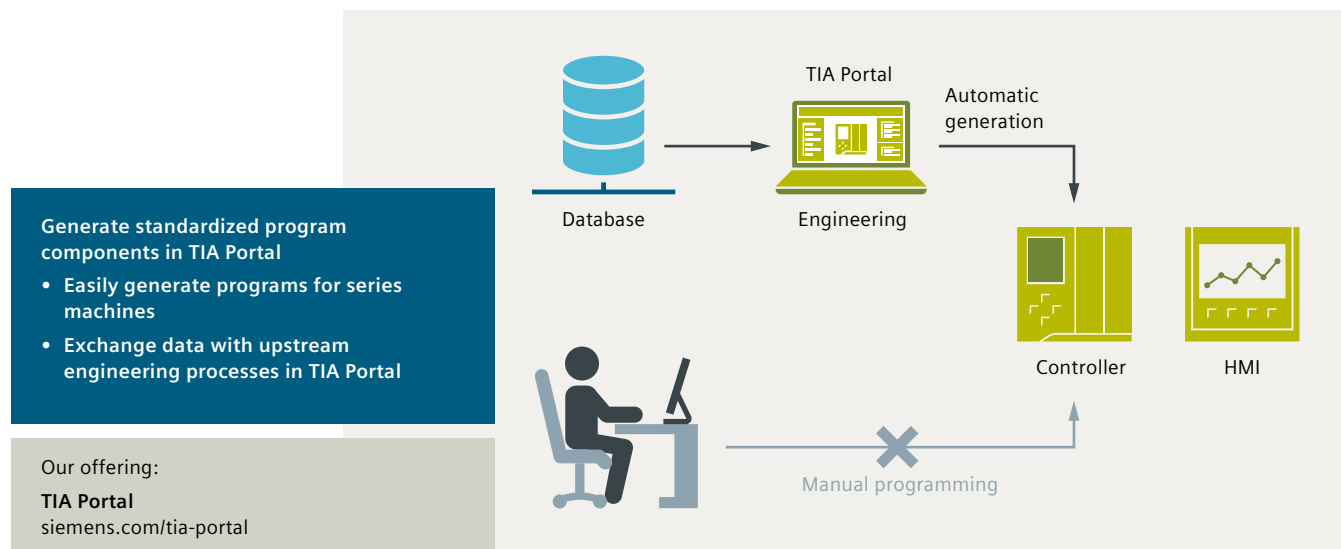 Generate standardized program
components in TIA Portal
• Easily generate programs for series
machines
• Exchange data with upstream
engineering processes in TIA Portal
Our offering:
TIA Portal
siemens.com/tia-portal
TIA Portal
Automatic
generation
Database
Engineering
Controller
HMI
Manual programming